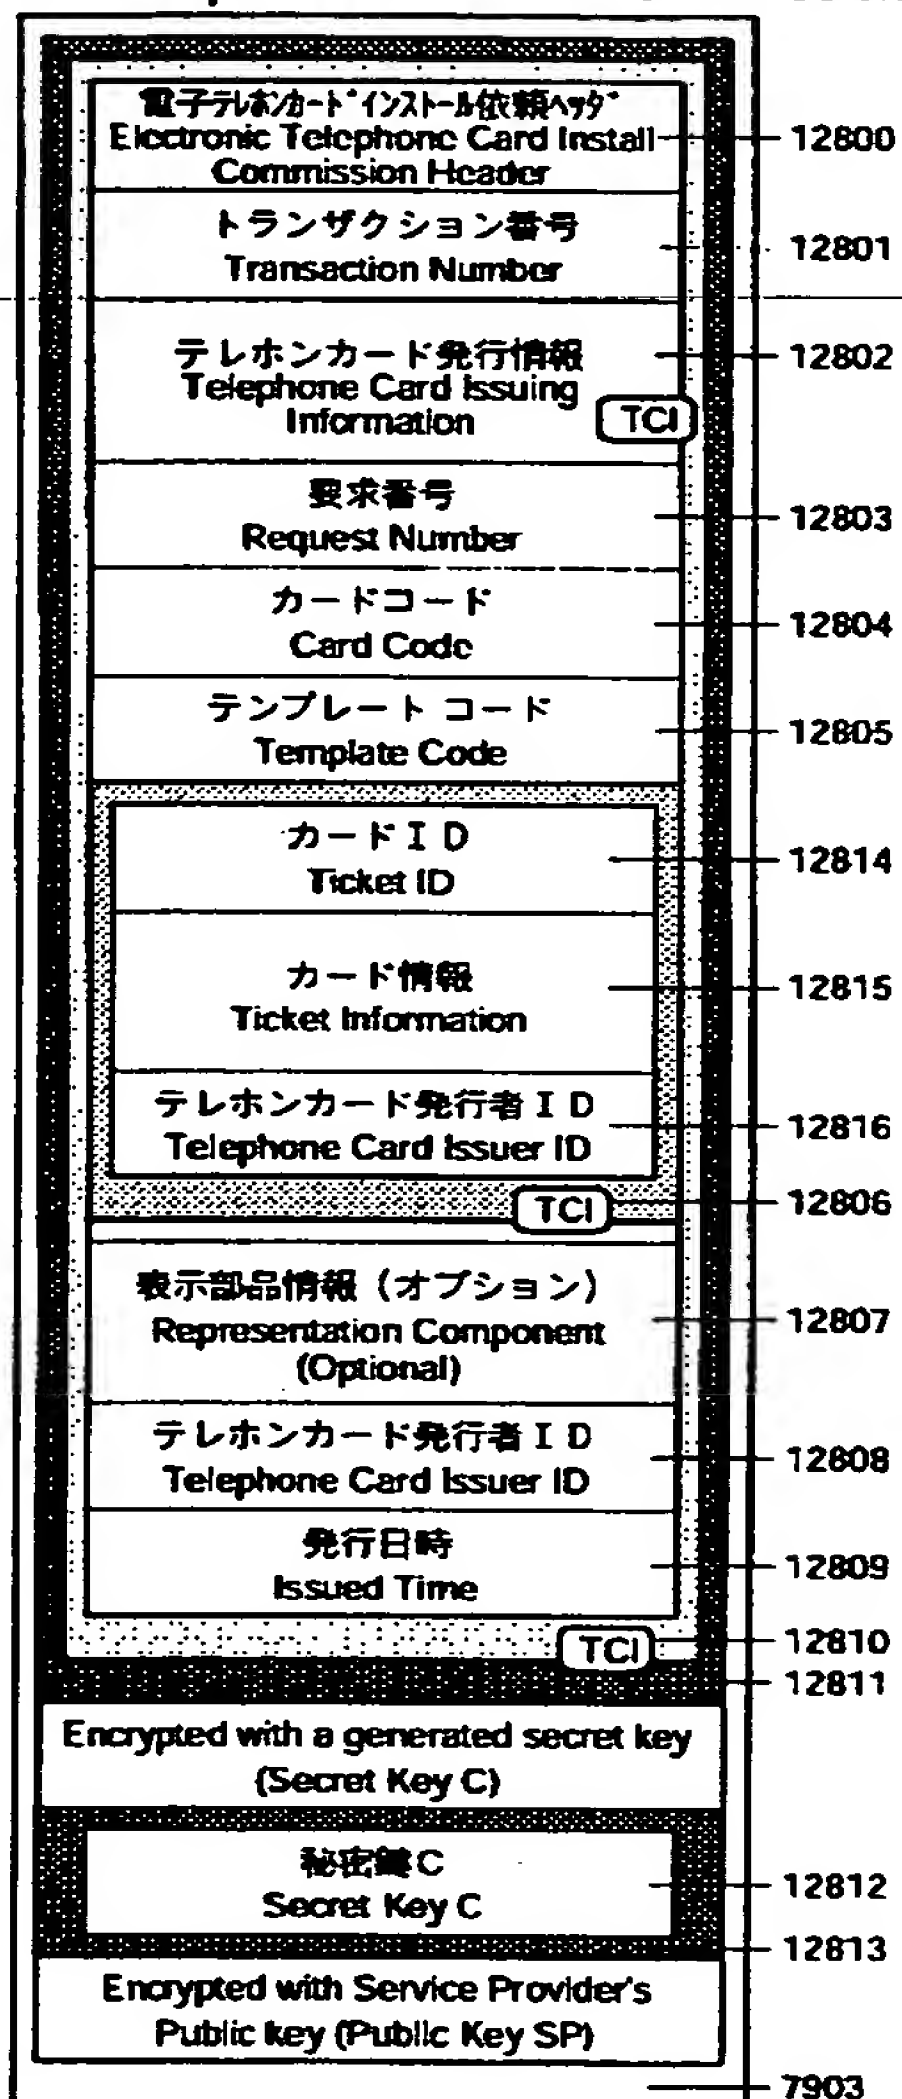 電子テレホンカードインストール依頼ヘッダ
Electronic Telephone Card Install
Commission Header
12800
トランザクション番号
Transaction Number
12801
テレホンカード発行情報
Telephone Card Issuing
Information
TCI
12802
要求番号
Request Number
12803
カードコード
Card Code
12804
テンプレート コード
Template Code
12805
カードID
Ticket ID
12814
カード情報
Ticket Information
12815
テレホンカード発行者ID
Telephone Card Issuer ID
12816
TCI
12806
表示部品情報（オプション）
Representation Component
(Optional)
12807
テレホンカード発行者ID
Telephone Card Issuer ID
12808
発行日時
Issued Time
12809
TCI
12810
12811
Encrypted with a generated secret key
(Secret Key C)
秘密鍵C
Secret Key C
12812
12813
Encrypted with Service Provider's
Public key (Public Key SP)
7903